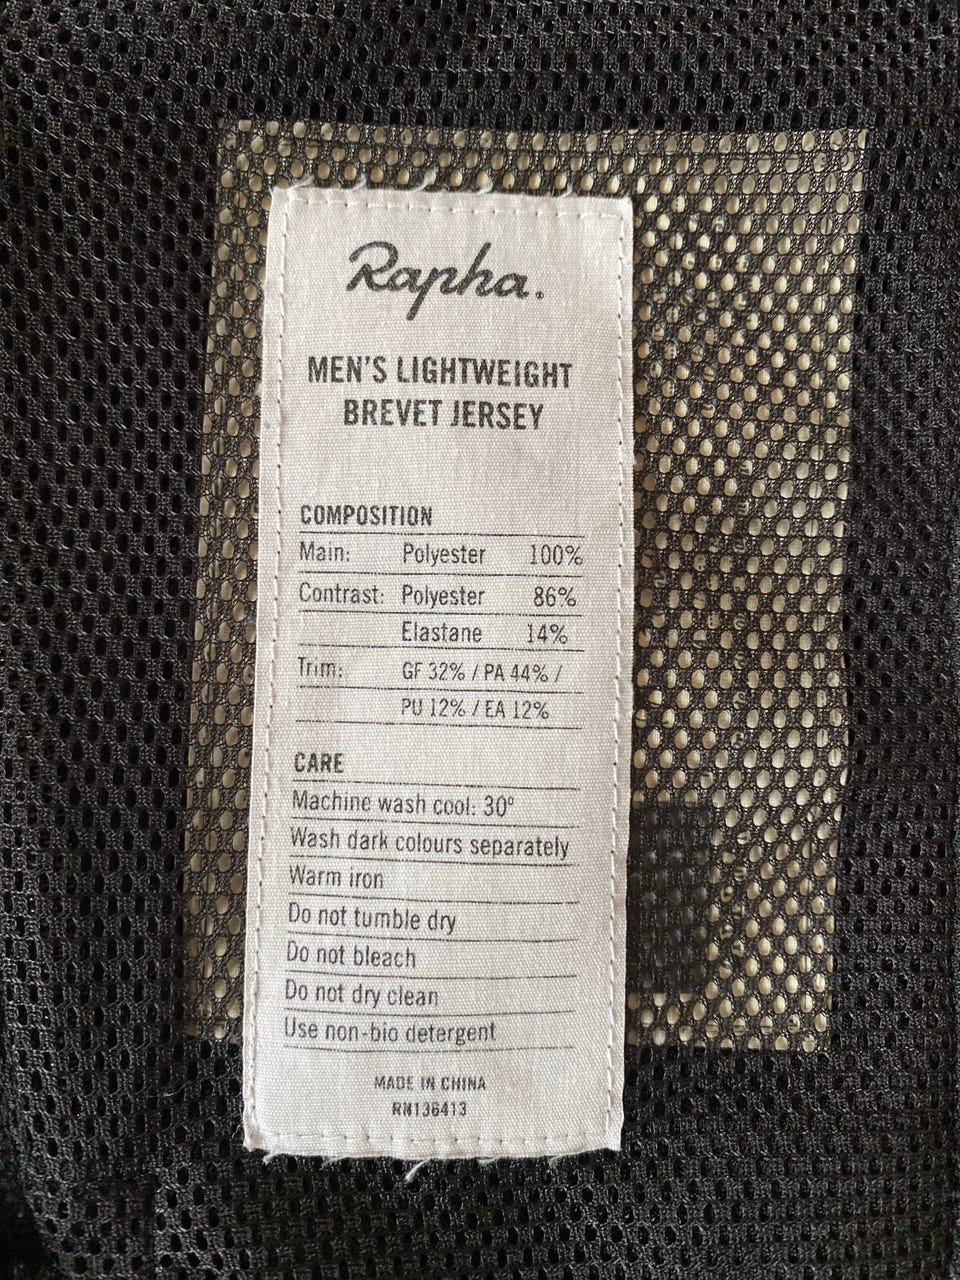 Rapha.
MEN'S LIGHTWEIGHT
BREVET JERSEY
COMPOSITION
Main: Polyester 100%
Contrast: Polyester 86%
Elastane 14%
Trim: GF 32% / PA 44% /
PU 12% / EA 12%
CARE
Machine wash cool: 30°
Wash dark colours separately
Warm iron
Do not tumble dry
Do not bleach
Do not dry clean
Use non-bio detergent
MADE IN CHINA
RN136413